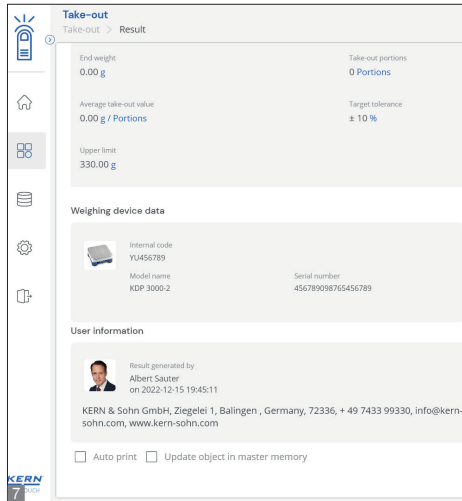 Take-out
Take-out > Result
End weight
0.00 g
Take-out portions
0 Portions
Average take-out value
0.00 g / Portions
Target tolerance
± 10 %
Upper limit
330.00 g
Weighing device data
Internal code
YU456789
Model name
KDP 3000-2
Serial number
456789098765456789
User information
Result generated by
Albert Sauter
on 2022-12-15 19:45:11
KERN & Sohn GmbH, Ziegelei 1, Balingen , Germany, 72336, + 49 7433 99330, info@kern-
sohn.com, www.kern-sohn.com
Auto print
Update object in master memory
KERN
7